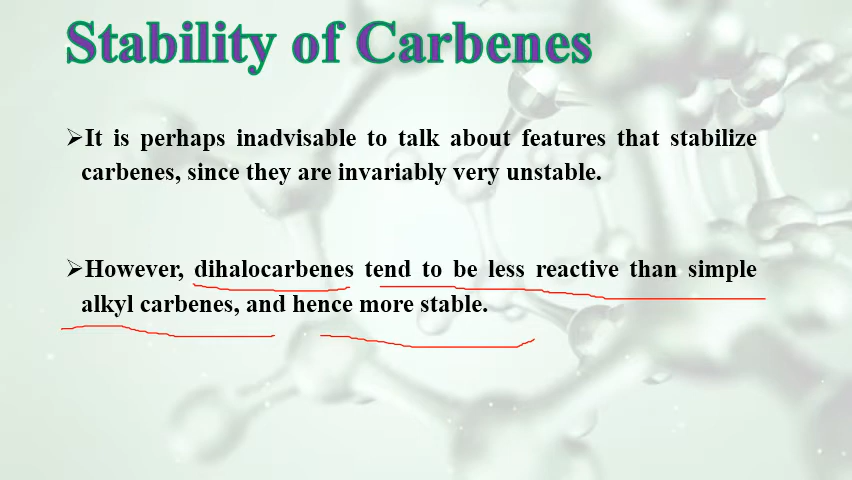 Stability of Carbenes
➢It is perhaps inadvisable to talk about features that stabilize
carbenes, since they are invariably very unstable.
➢However, dihalocarbenes tend to be less reactive than simple
alkyl carbenes, and hence more stable.